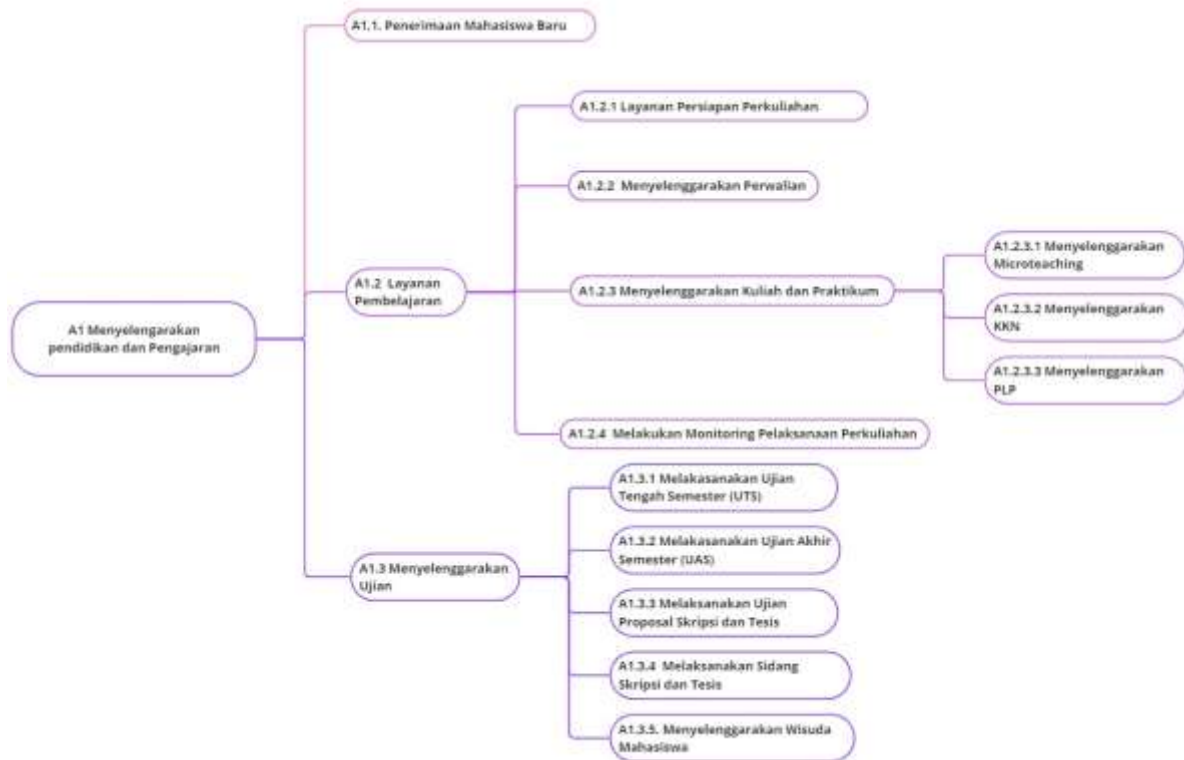 A1.1. Penerimaan Mahasiswa Baru
A1.2.1 Layanan Persiapan Perkuliahan
A1.2.2 Menyelenggarakan Perwalian
A1.2.3.1 Menyelenggarakan
Microteaching
A1.2 Layanan
Pembelajaran
A1.2.3 Menyelenggarakan Kuliah dan Praktikum
A1.2.3.2 Menyelenggarakan
KKN
A1 Menyelengarakan
pendidikan dan Pengajaran
A1.2.3.3 Menyelenggarakan
PLP
A1.2.4 Melakukan Monitoring Pelaksanaan Perkuliahan
A1.3.1 Melakasanakan Ujian
Tengah Semester (UTS)
A1.3.2 Melakasanakan Ujian Akhir
Semester (UAS)
A1.3 Menyelenggarakan
Ujian
A1.3.3 Melaksanakan Ujian
Proposal Skripsi dan Tesis
A1.3.4 Melaksanakan Sidang
Skripsi dan Tesis
A1.3.5. Menyelenggarakan Wisuda
Mahasiswa